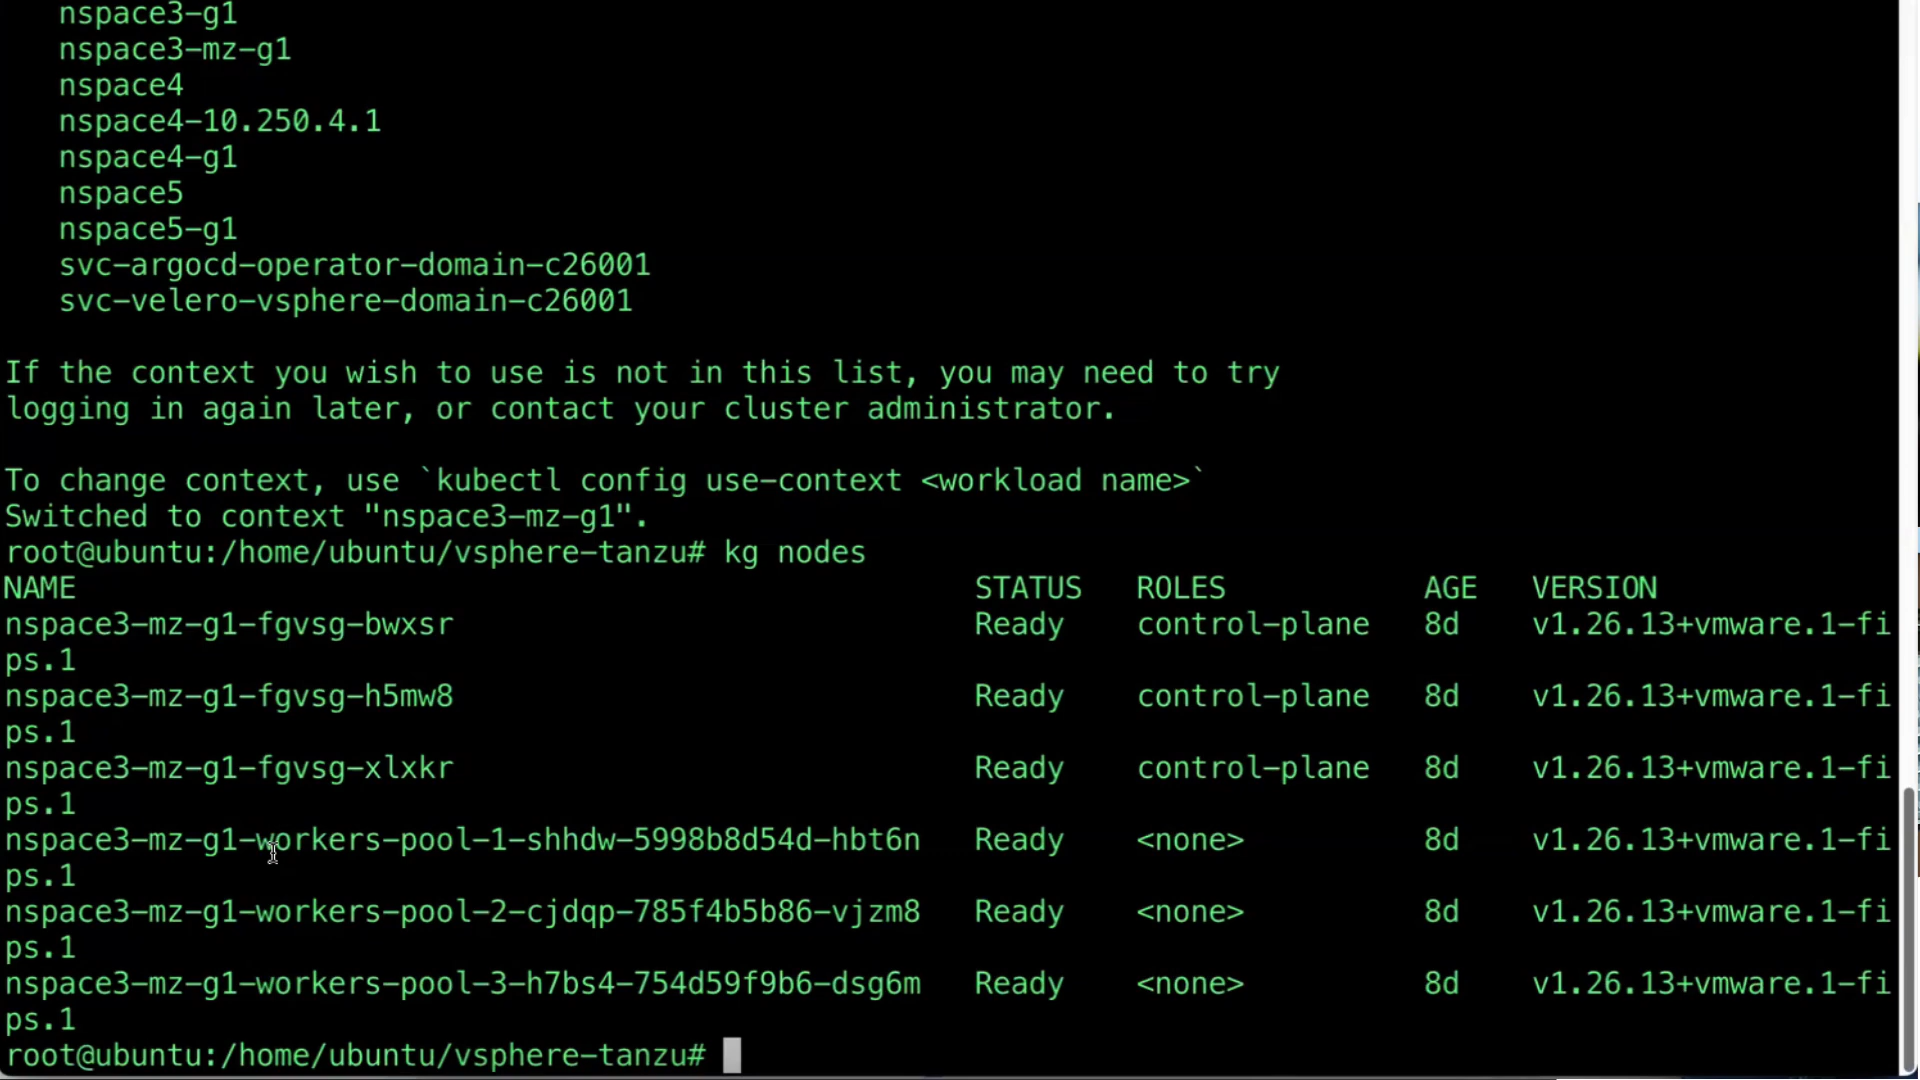 nspace3-g1
nspace3-mz-g1
nspace4
nspace4-10.250.4.1
nspace4-g1
nspace5
nspace5-g1
svc-argocd-operator-domain-c26001
svc-velero-vsphere-domain-c26001
If the context you wish to use is not in this list, you may need to try
logging in again later, or contact your cluster administrator.
To change context, use `kubectl config use-context <workload name>`
Switched to context "nspace3-mz-g1".
root@ubuntu:/home/ubuntu/vsphere-tanzu# kg nodes
NAME STATUS ROLES AGE VERSION
nspace3-mz-g1-fgvsg-bwxsr Ready control-plane 8d v1.26.13+vmware.1-fi
ps.1
nspace3-mz-g1-fgvsg-h5mw8 Ready control-plane 8d v1.26.13+vmware.1-fi
ps.1
nspace3-mz-g1-fgvsg-xlxkr Ready control-plane 8d v1.26.13+vmware.1-fi
ps.1
nspace3-mz-g1-workers-pool-1-shhdw-5998b8d54d-hbt6n Ready <none> 8d v1.26.13+vmware.1-fi
ps.1
nspace3-mz-g1-workers-pool-2-cjdqp-785f4b5b86-vjzm8 Ready <none> 8d v1.26.13+vmware.1-fi
ps.1
nspace3-mz-g1-workers-pool-3-h7bs4-754d59f9b6-dsg6m Ready <none> 8d v1.26.13+vmware.1-fi
ps.1
root@ubuntu:/home/ubuntu/vsphere-tanzu#